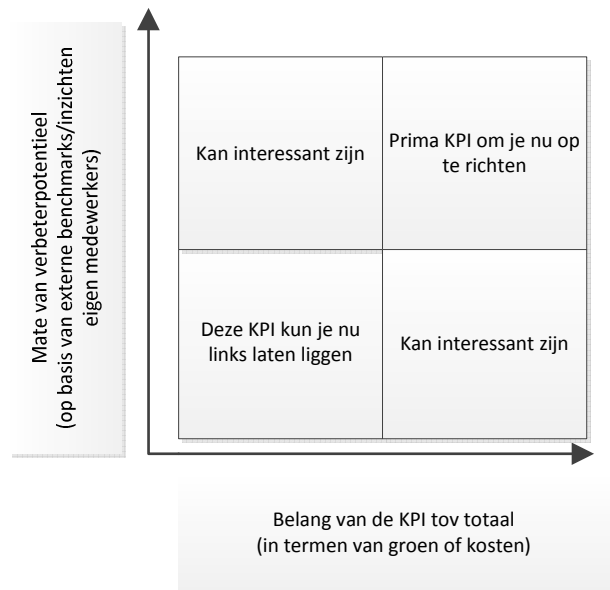 Mate van verbeterpotentieel
(op basis van externe benchmarks/inzichten
eigen medewerkers)
Kan interessant zijn
Prima KPI om je nu op
te richten
Deze KPI kun je nu
links laten liggen
Kan interessant zijn
Belang van de KPI tov totaal
(in termen van groen of kosten)